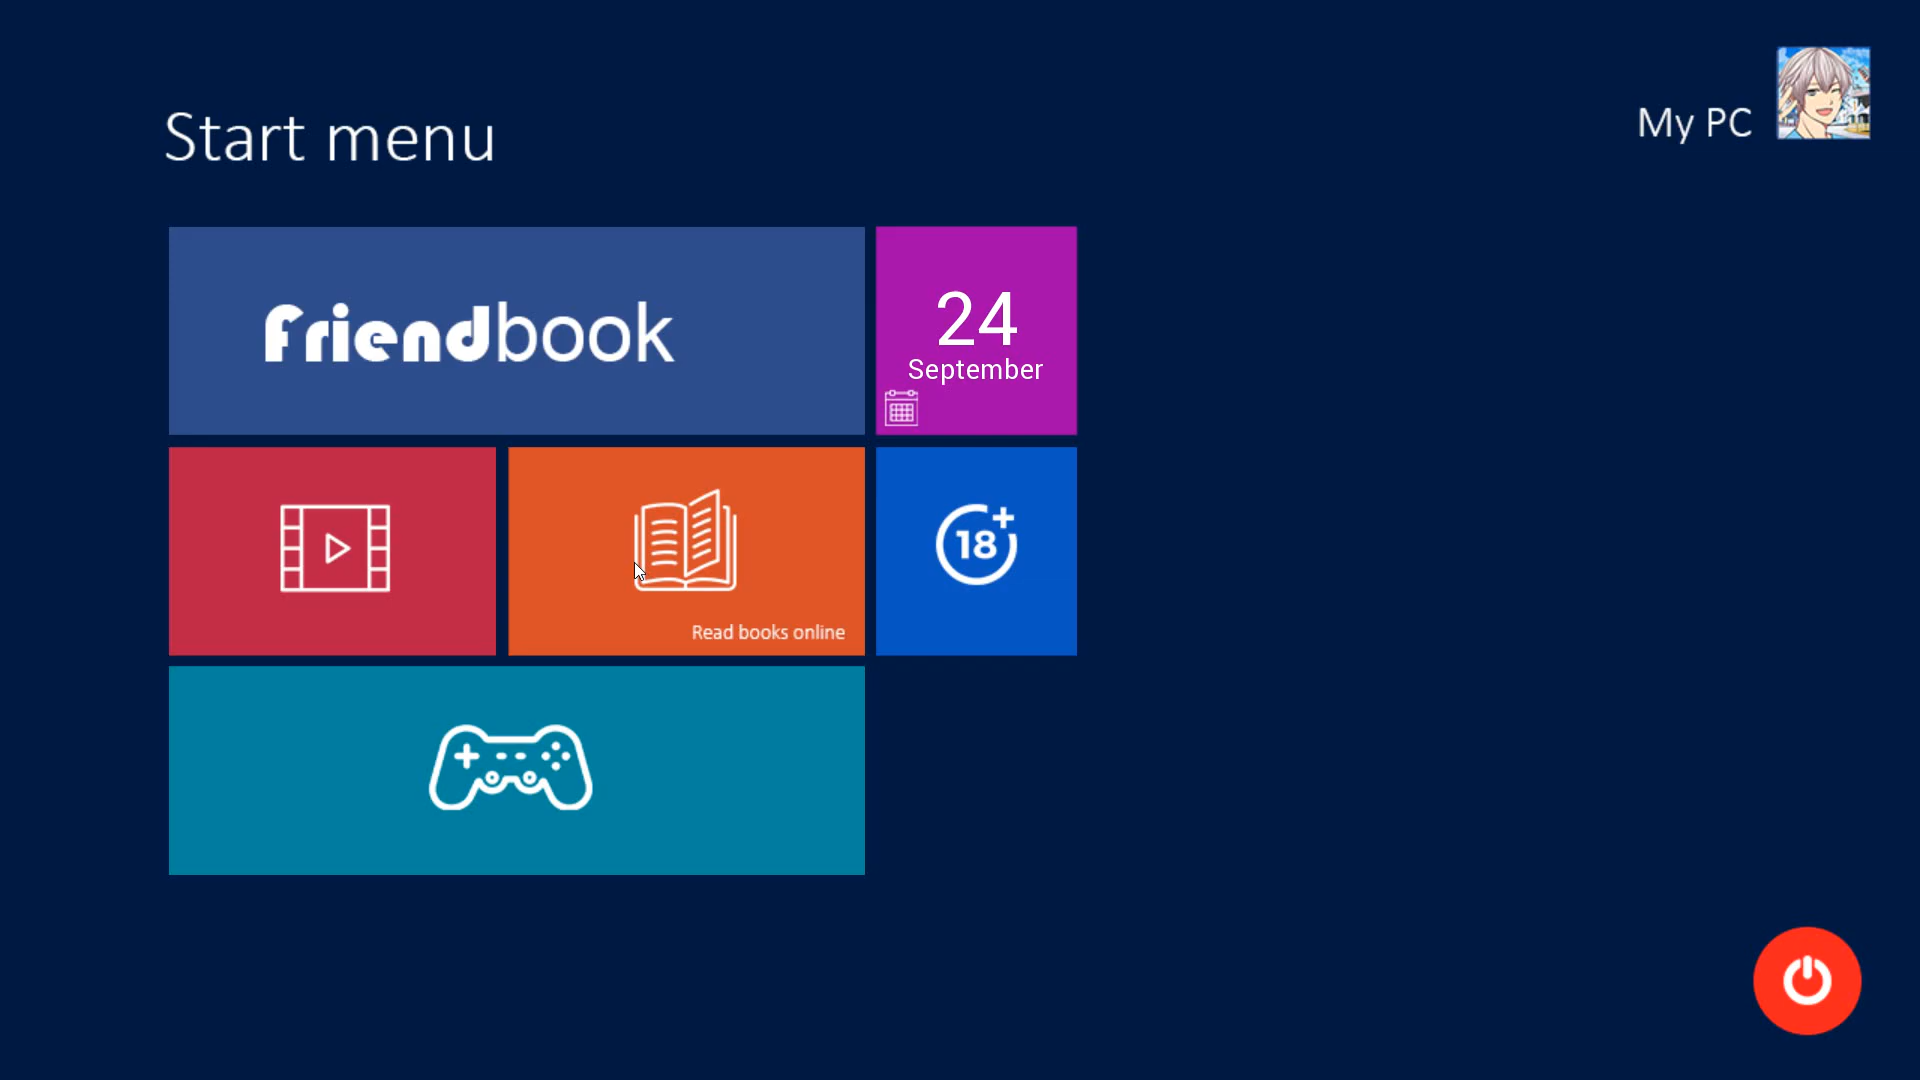 My PC
Start menu
Friendbook
24
September
18+
Read books online